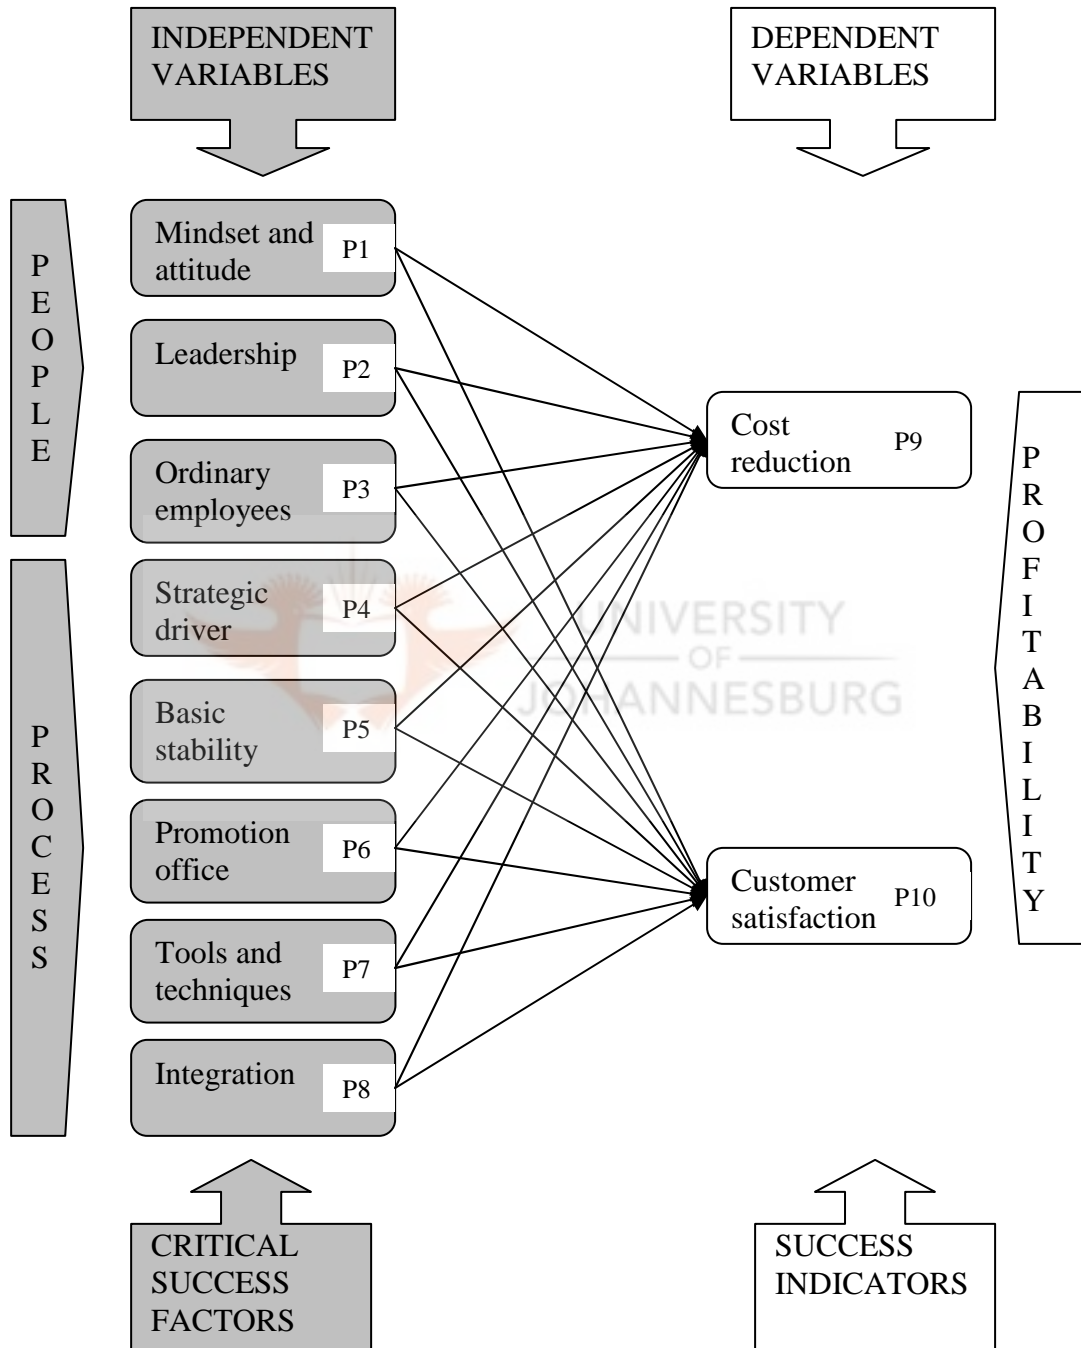 INDEPENDENT
VARIABLES
DEPENDENT
VARIABLES
P
E
O
P
L
E
Mindset and
attitude
P1
Leadership
P2
Ordinary
employees
P3
P
R
O
C
E
S
S
Strategic
driver
P4
Basic
stability
P5
Promotion
office
P6
Tools and
techniques
P7
Integration
P8
UNIVERSITY
OF
JOHANNESBURG
Cost
reduction
P9
Customer
satisfaction
P10
P
R
O
F
I
T
A
B
I
L
I
T
Y
CRITICAL
SUCCESS
FACTORS
SUCCESS
INDICATORS